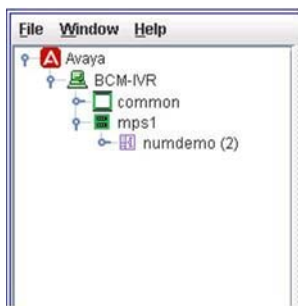 File Window Help
Avaya
BCM-IVR
common
mps1
numdemo (2)